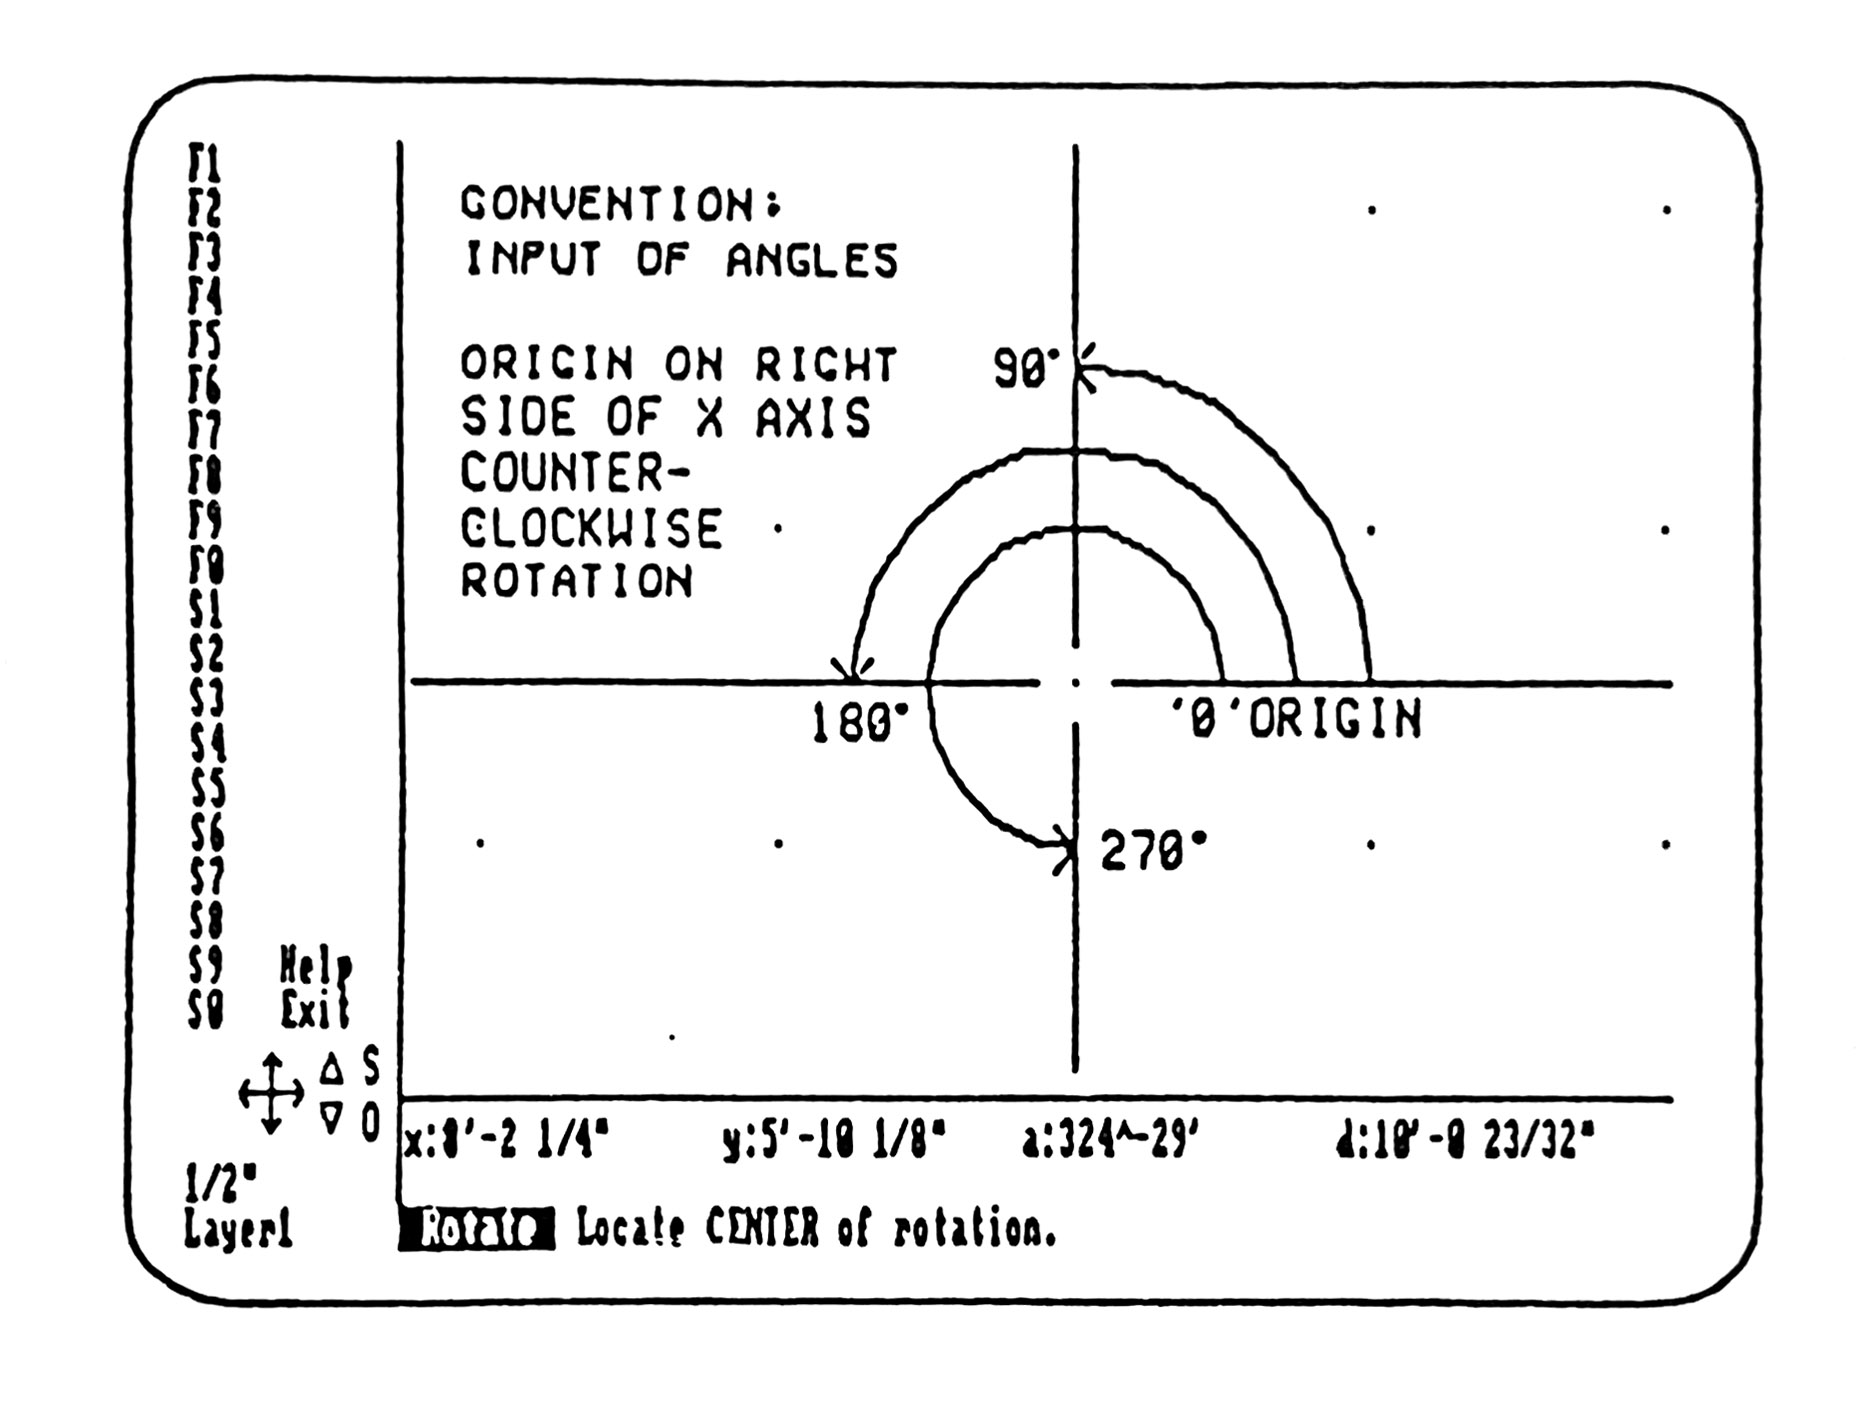 F1
F2
F3
F4
F5
F6
F7
F8
F9
F0
S1
S2
S3
S4
S5
S6
S7
S8
S9 Help
S0 Exit
△ S
▽ O
1/2"
Layer1
CONVENTION:
INPUT OF ANGLES
ORIGIN ON RIGHT
SIDE OF X AXIS
COUNTER-
CLOCKWISE
ROTATION
90°
180°
'0'ORIGIN
270°
x:8'-2 1/4" y:5'-10 1/8" a:324^-29' d:10'-0 23/32"
Rotate Locate CENTER of rotation.